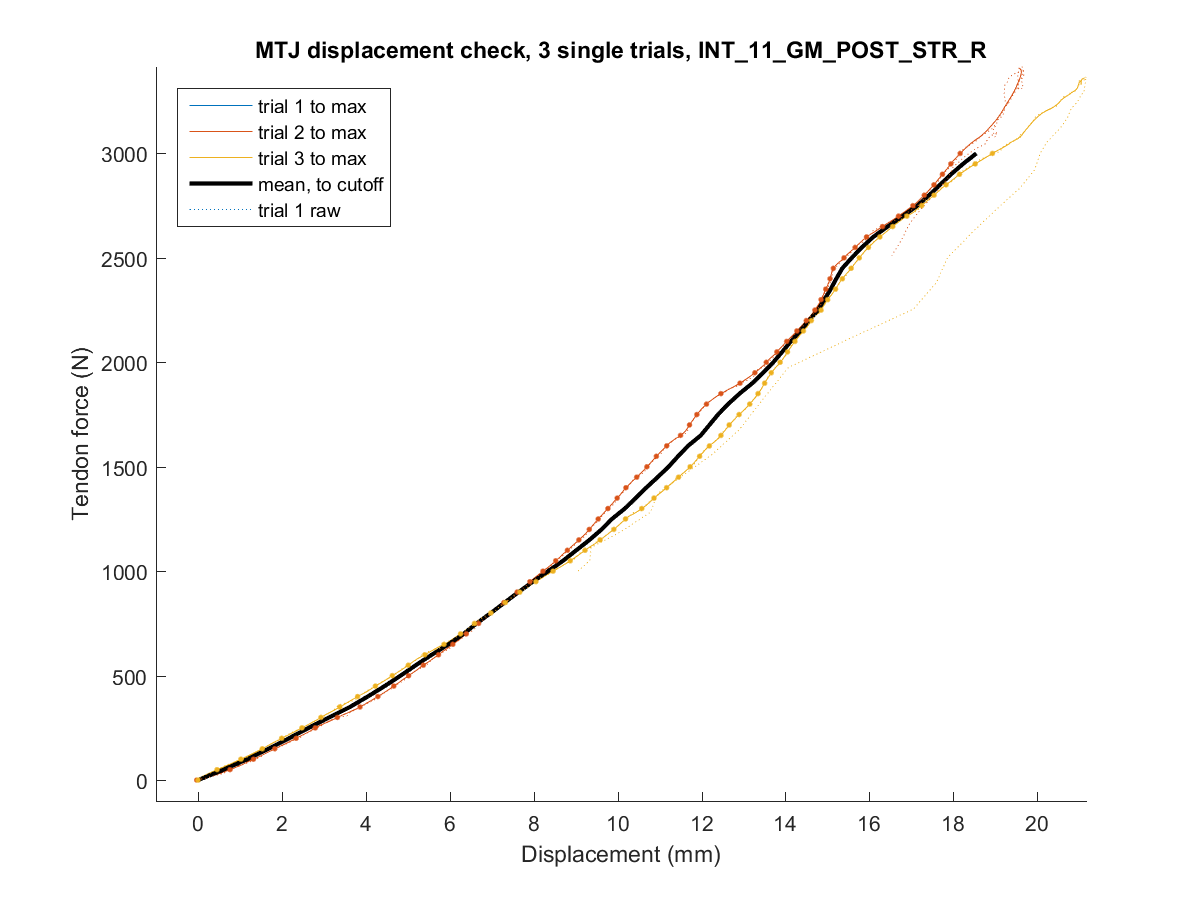 MTJ displacement check, 3 single trials, INT_11_GM_POST_STR_R
trial 1 to max
trial 2 to max
trial 3 to max
mean, to cutoff
trial 1 raw
3000
2500
2000
1500
1000
500
0
Tendon force (N)
0 2 4 6 8 10 12 14 16 18 20
Displacement (mm)